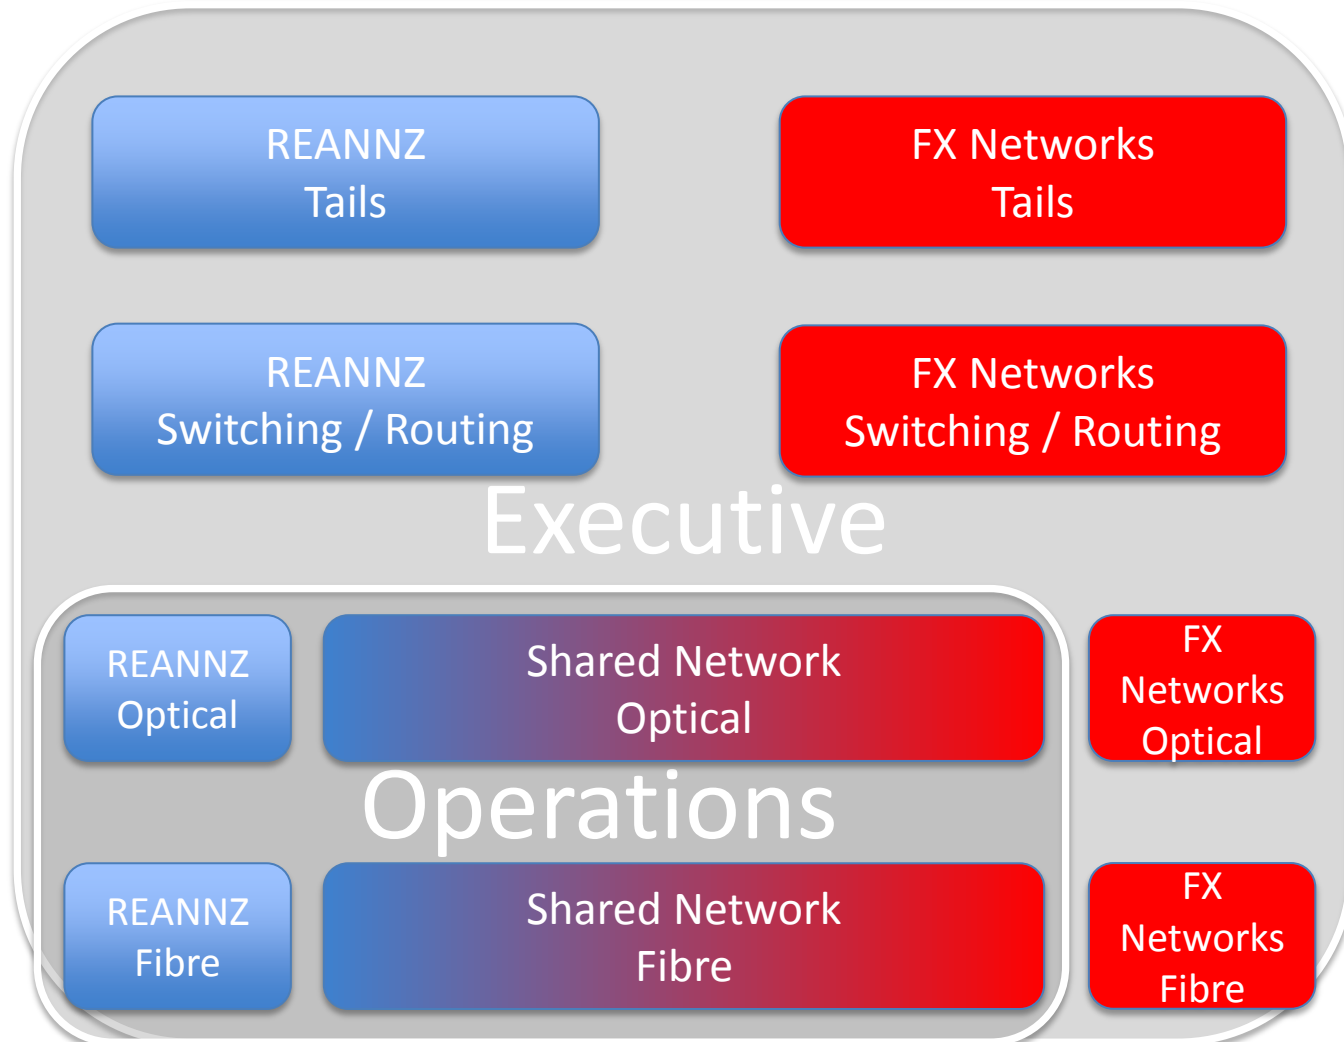 REANNZ
Tails
FX Networks
Tails
REANNZ
Switching / Routing
FX Networks
Switching / Routing
Executive
REANNZ
Optical
Shared Network
Optical
FX
Networks
Optical
Operations
REANNZ
Fibre
Shared Network
Fibre
FX
Networks
Fibre